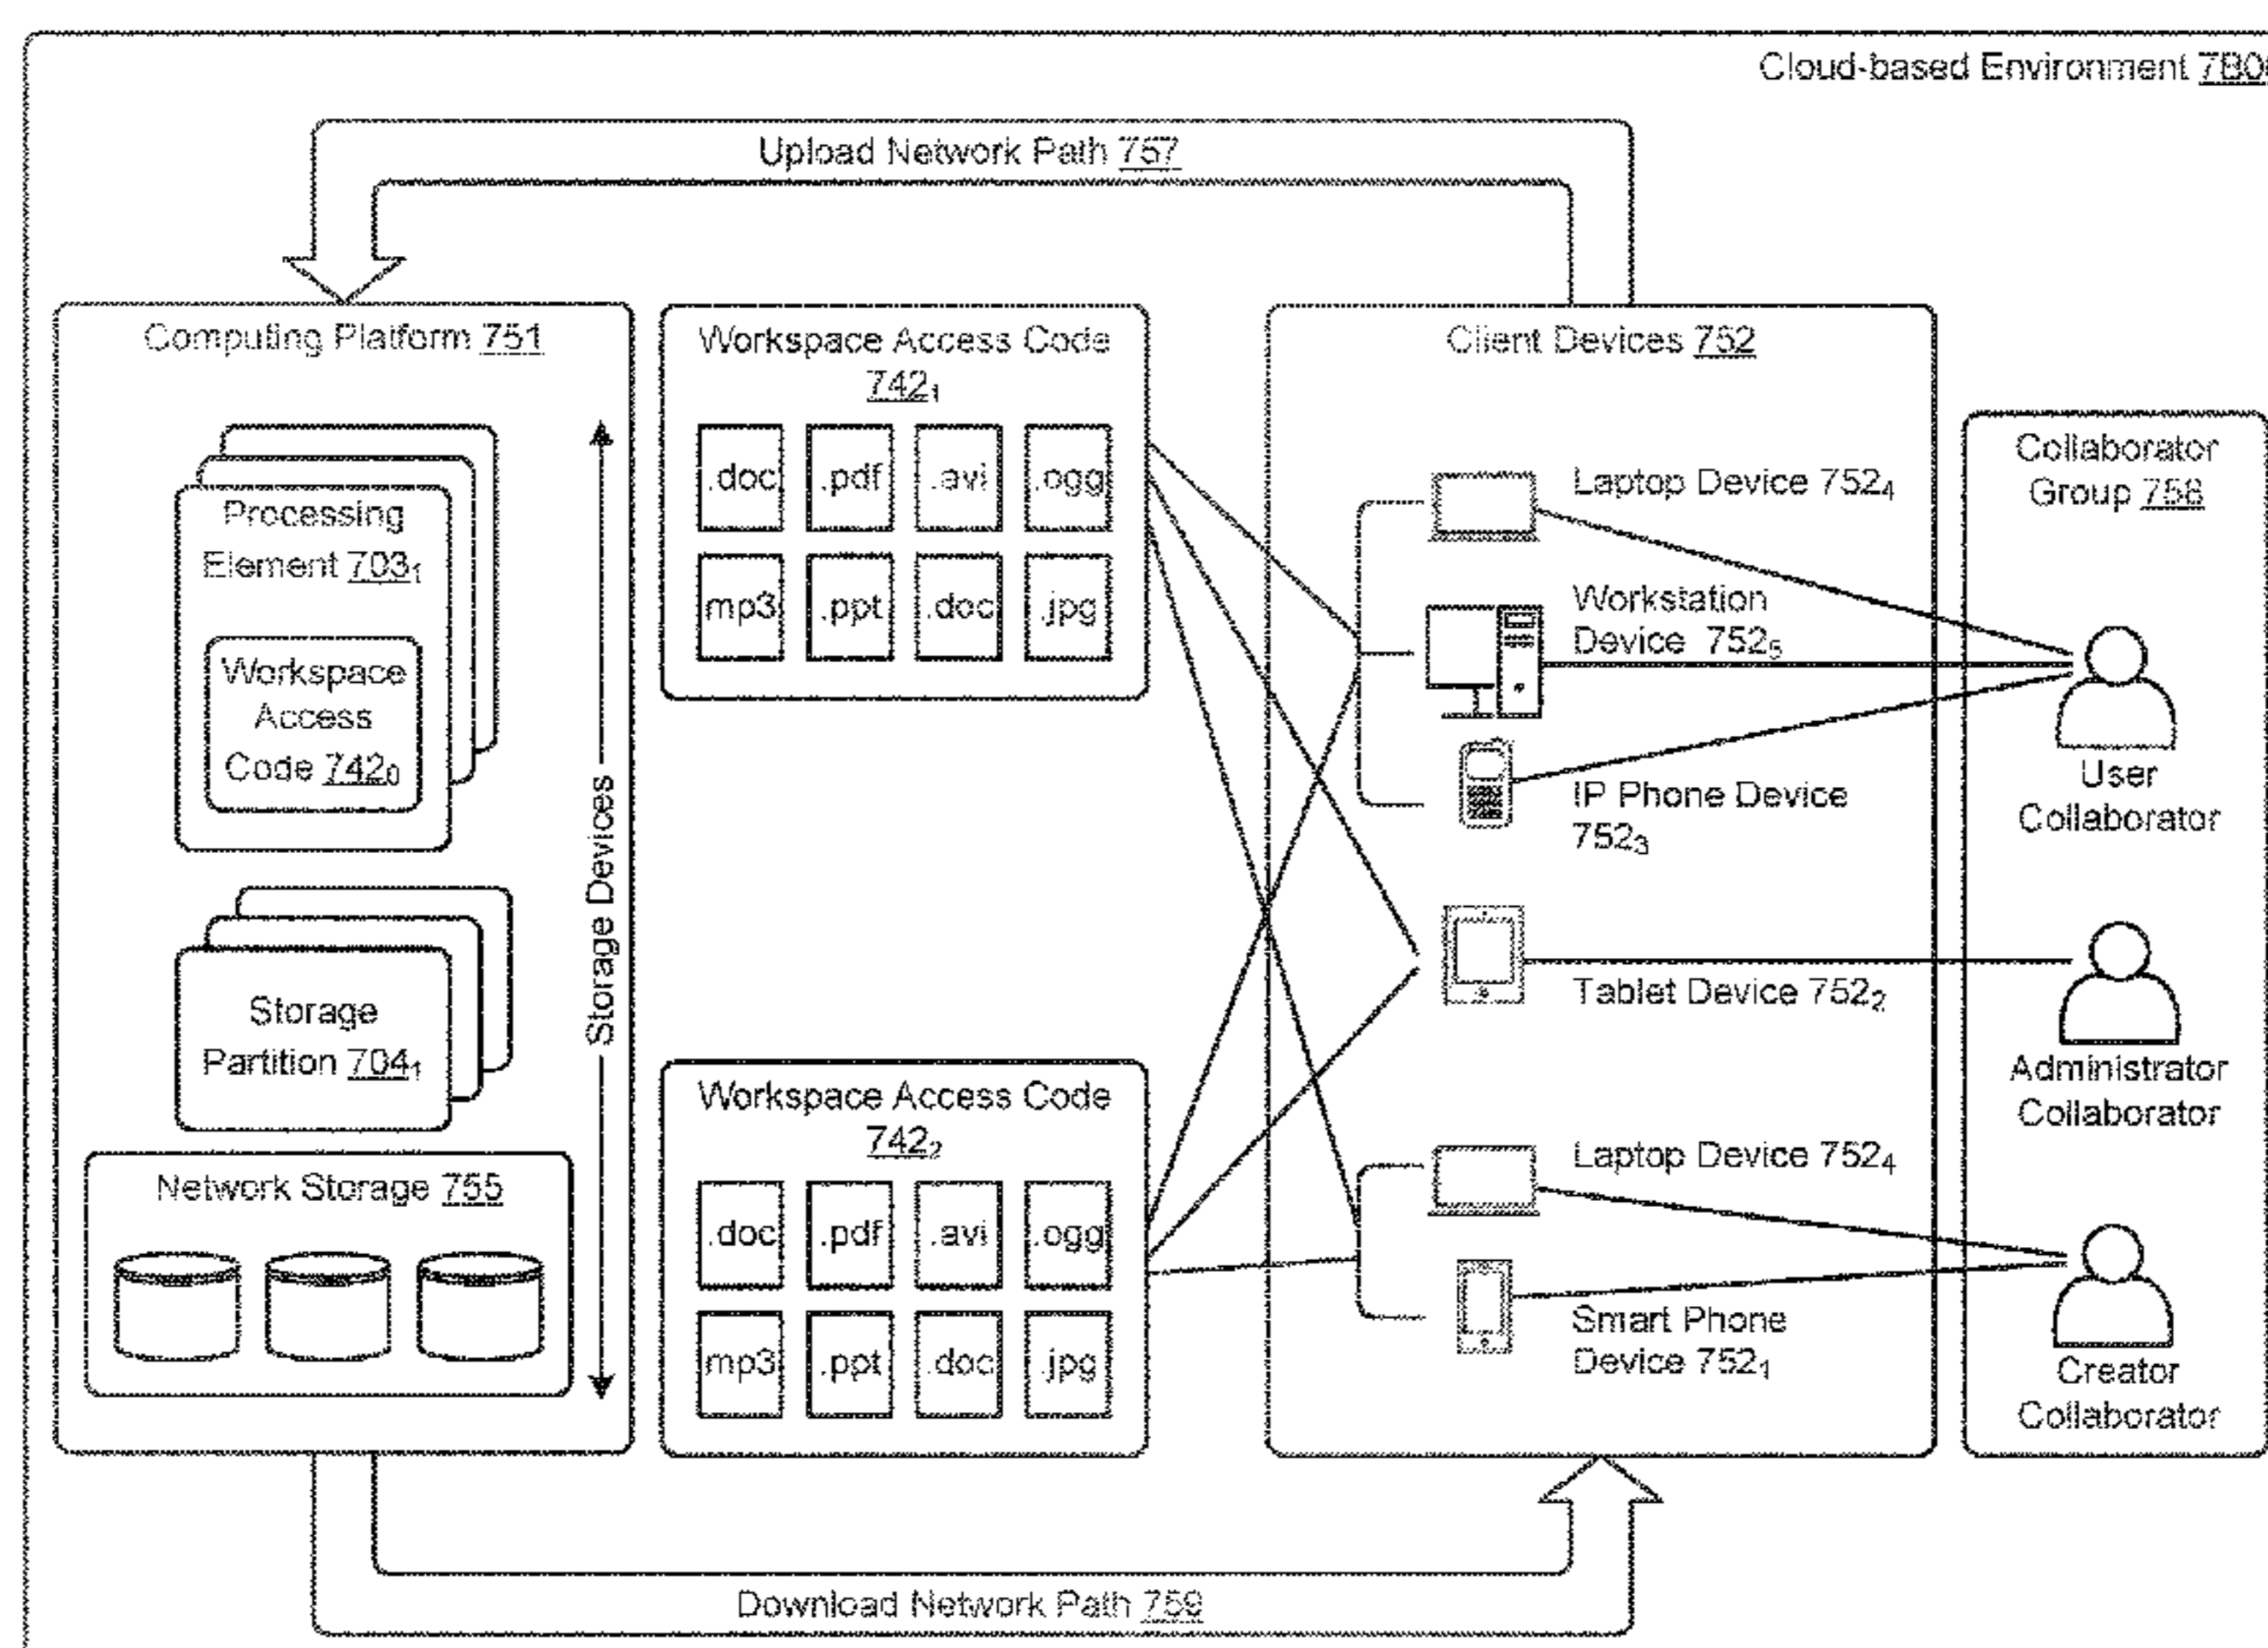 Cloud-based Environment 7B0
Upload Network Path 757
Computing Platform 751
Processing
Element 703₁
Workspace
Access
Code 742₀
Storage
Partition 704₁
Network Storage 755
Storage Devices
Workspace Access Code
742₁
.doc .pdf .avi .ogg
mp3 .ppt .doc .jpg
Workspace Access Code
742₂
.doc .pdf .avi .ogg
mp3 .ppt .doc .jpg
Client Devices 752
Laptop Device 752₄
Workstation
Device 752₅
IP Phone Device
752₃
Tablet Device 752₂
Laptop Device 752₄
Smart Phone
Device 752₁
Collaborator
Group 758
User
Collaborator
Administrator
Collaborator
Creator
Collaborator
Download Network Path 759